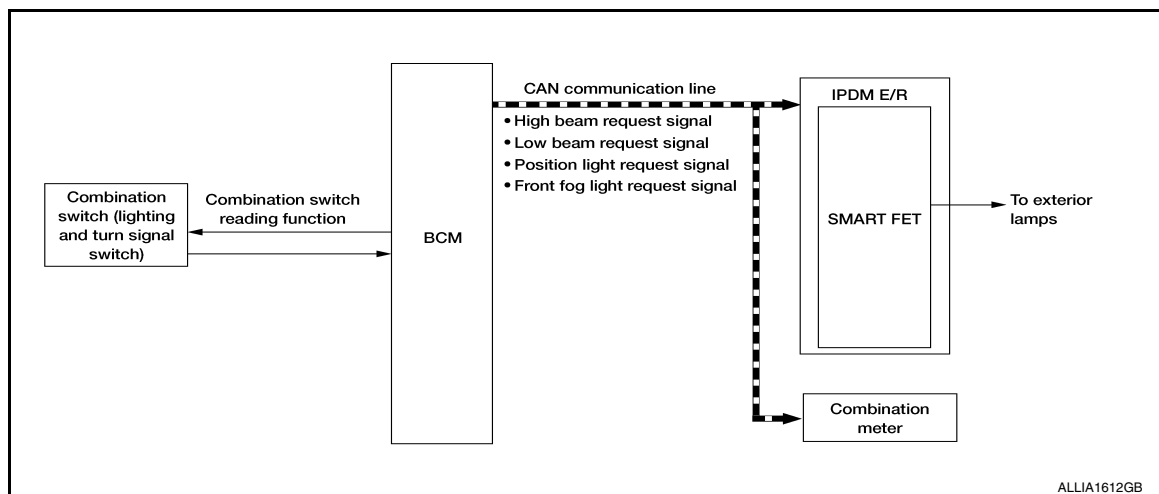 Combination
switch (lighting
and turn signal
switch)
Combination switch
reading function
BCM
CAN communication line
• High beam request signal
• Low beam request signal
• Position light request signal
• Front fog light request signal
IPDM E/R
SMART FET
To exterior
lamps
Combination
meter
ALLIA1612GB